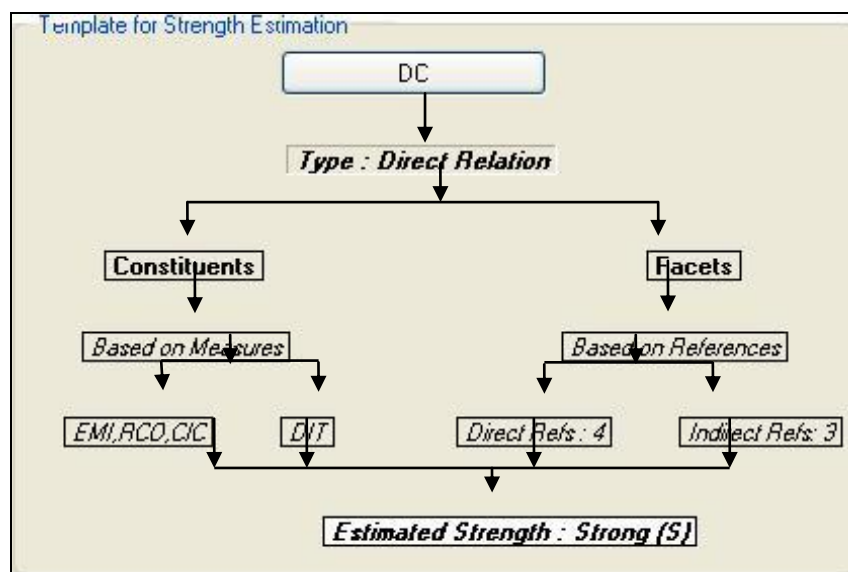 Template for Strength Estimation
DC
Type : Direct Relation
Constituents Facets
Based on Measures Based on References
EMI,RCO,CIC DIT Direct Refs : 4 Indirect Refs: 3
Estimated Strength : Strong (S)